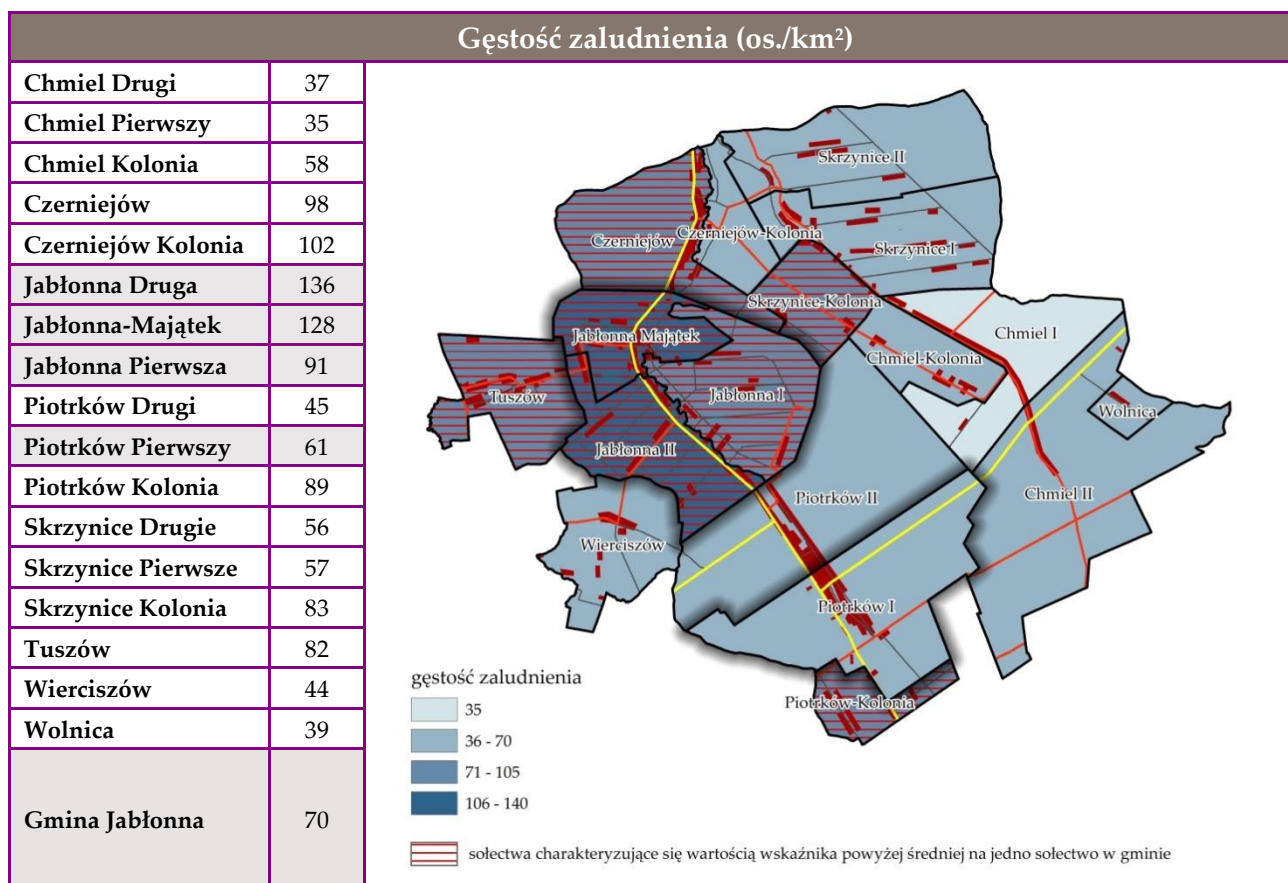 Gęstość zaludnienia (os./km²)
Chmiel Drugi 37
Chmiel Pierwszy 35
Chmiel Kolonia 58
Czerniejów 98
Czerniejów Kolonia 102
Jabłonna Druga 136
Jabłonna-Majątek 128
Jabłonna Pierwsza 91
Piotrków Drugi 45
Piotrków Pierwszy 61
Piotrków Kolonia 89
Skrzynice Drugie 56
Skrzynice Pierwsze 57
Skrzynice Kolonia 83
Tuszów 82
Wierciszów 44
Wolnica 39
Gmina Jabłonna 70
Skrzynice II
Czerniejów
Czerniejów-Kolonia
Skrzynice I
Skrzynice-Kolonia
Jabłonna Majątek
Chmiel I
Chmiel-Kolonia
Tuszów
Jabłonna I
Wolnica
Jabłonna II
Piotrków II
Chmiel II
Wierciszów
Piotrków I
Piotrków-Kolonia
gęstość zaludnienia
35
36 - 70
71 - 105
106 - 140
sołectwa charakteryzujące się wartością wskaźnika powyżej średniej na jedno sołectwo w gminie